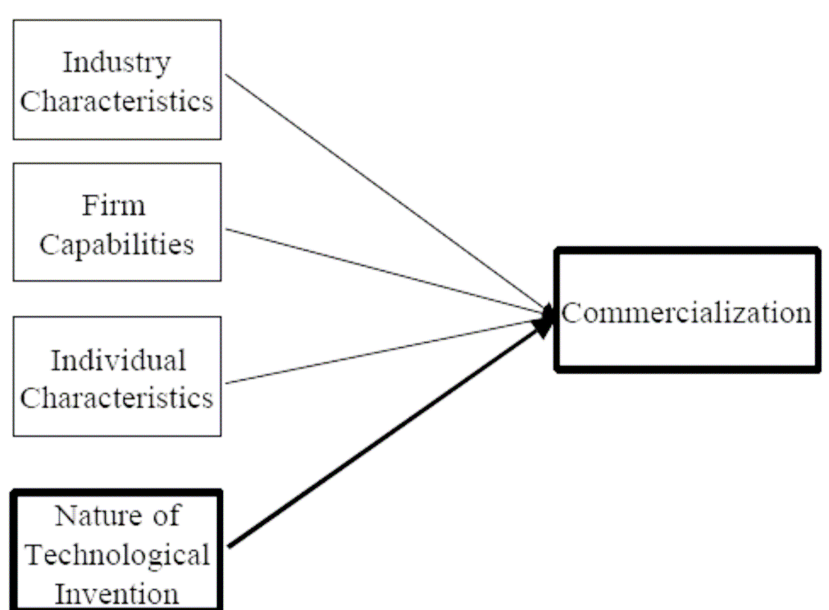 Industry
Characteristics
Firm
Capabilities
Individual
Characteristics
Nature of
Technological
Invention
Commercialization